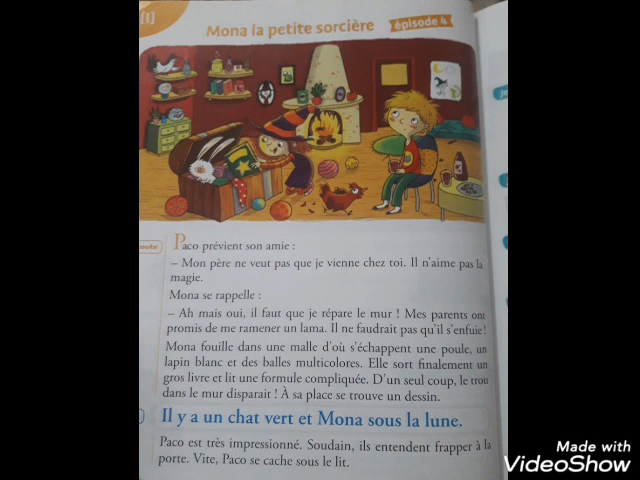 [1]
Mona la petite sorcière épisode 4
Paco prévient son amie :
– Mon père ne veut pas que je vienne chez toi. Il n'aime pas la
magie.
Mona se rappelle :
– Ah mais oui, il faut que je répare le mur ! Mes parents ont
promis de me ramener un lama. Il ne faudrait pas qu'il s'enfuie !
Mona fouille dans une malle d'où s'échappent une poule, un
lapin blanc et des balles multicolores. Elle sort finalement un
gros livre et lit une formule compliquée. D'un seul coup, le trou
dans le mur disparait ! À sa place se trouve un dessin.
Il y a un chat vert et Mona sous la lune.
Paco est très impressionné. Soudain, ils entendent frapper à la
porte. Vite, Paco se cache sous le lit.
Made with
VideoShow